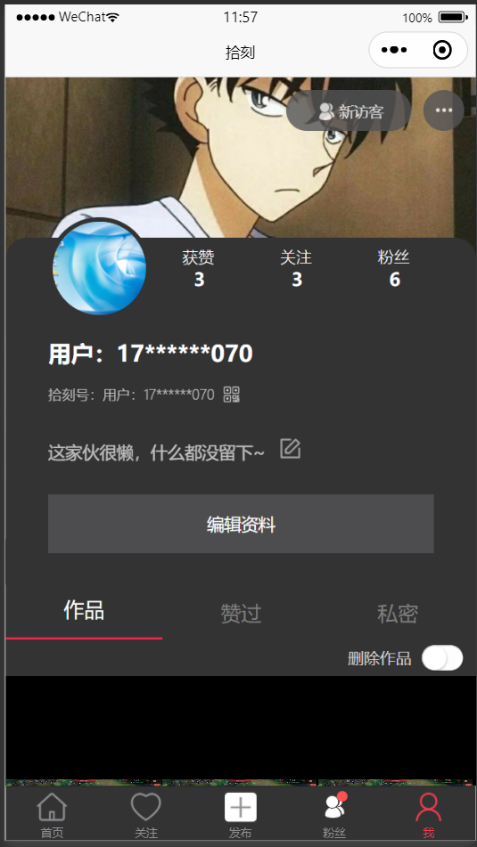 WeChat 11:57 100%
拾刻
新访客
获赞 关注 粉丝
3 3 6
用户：17******070
拾刻号：用户：17******070
这家伙很懒，什么都没留下~
编辑资料
作品 赞过 私密
删除作品
首页 关注 发布 粉丝 我